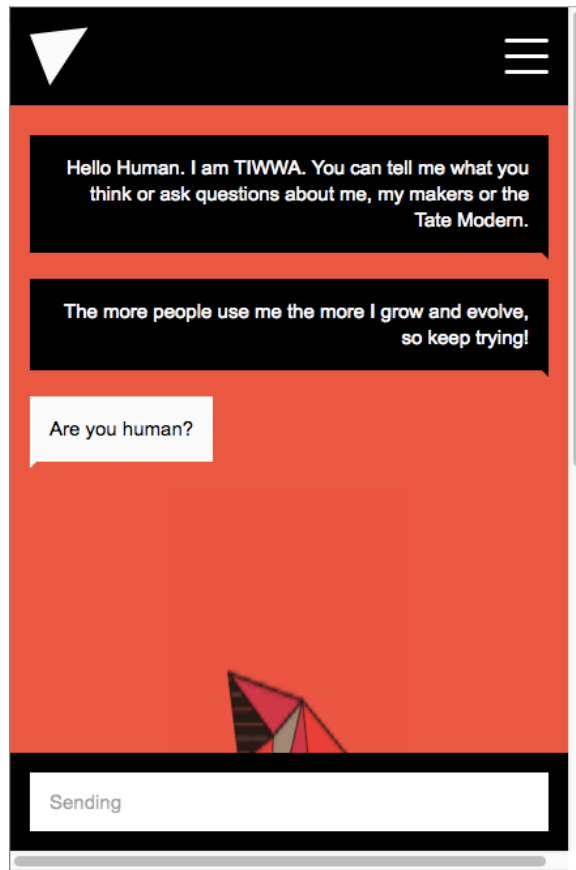 Hello Human. I am TIWWA. You can tell me what you
think or ask questions about me, my makers or the
Tate Modern.
The more people use me the more I grow and evolve,
so keep trying!
Are you human?
Sending